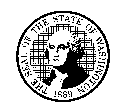 THE SEAL OF THE STATE OF WASHINGTON
1889